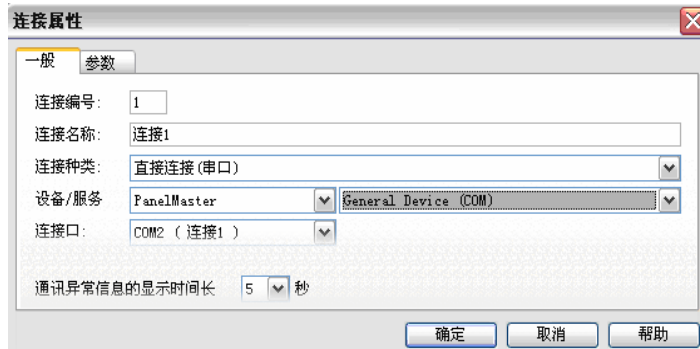 连接属性
一般 参数
连接编号: 1
连接名称: 连接1
连接种类: 直接连接(串口)
设备/服务 PanelMaster General Device (COM)
连接口: COM2 ( 连接1 )
通讯异常信息的显示时间长 5 秒
确定 取消 帮助